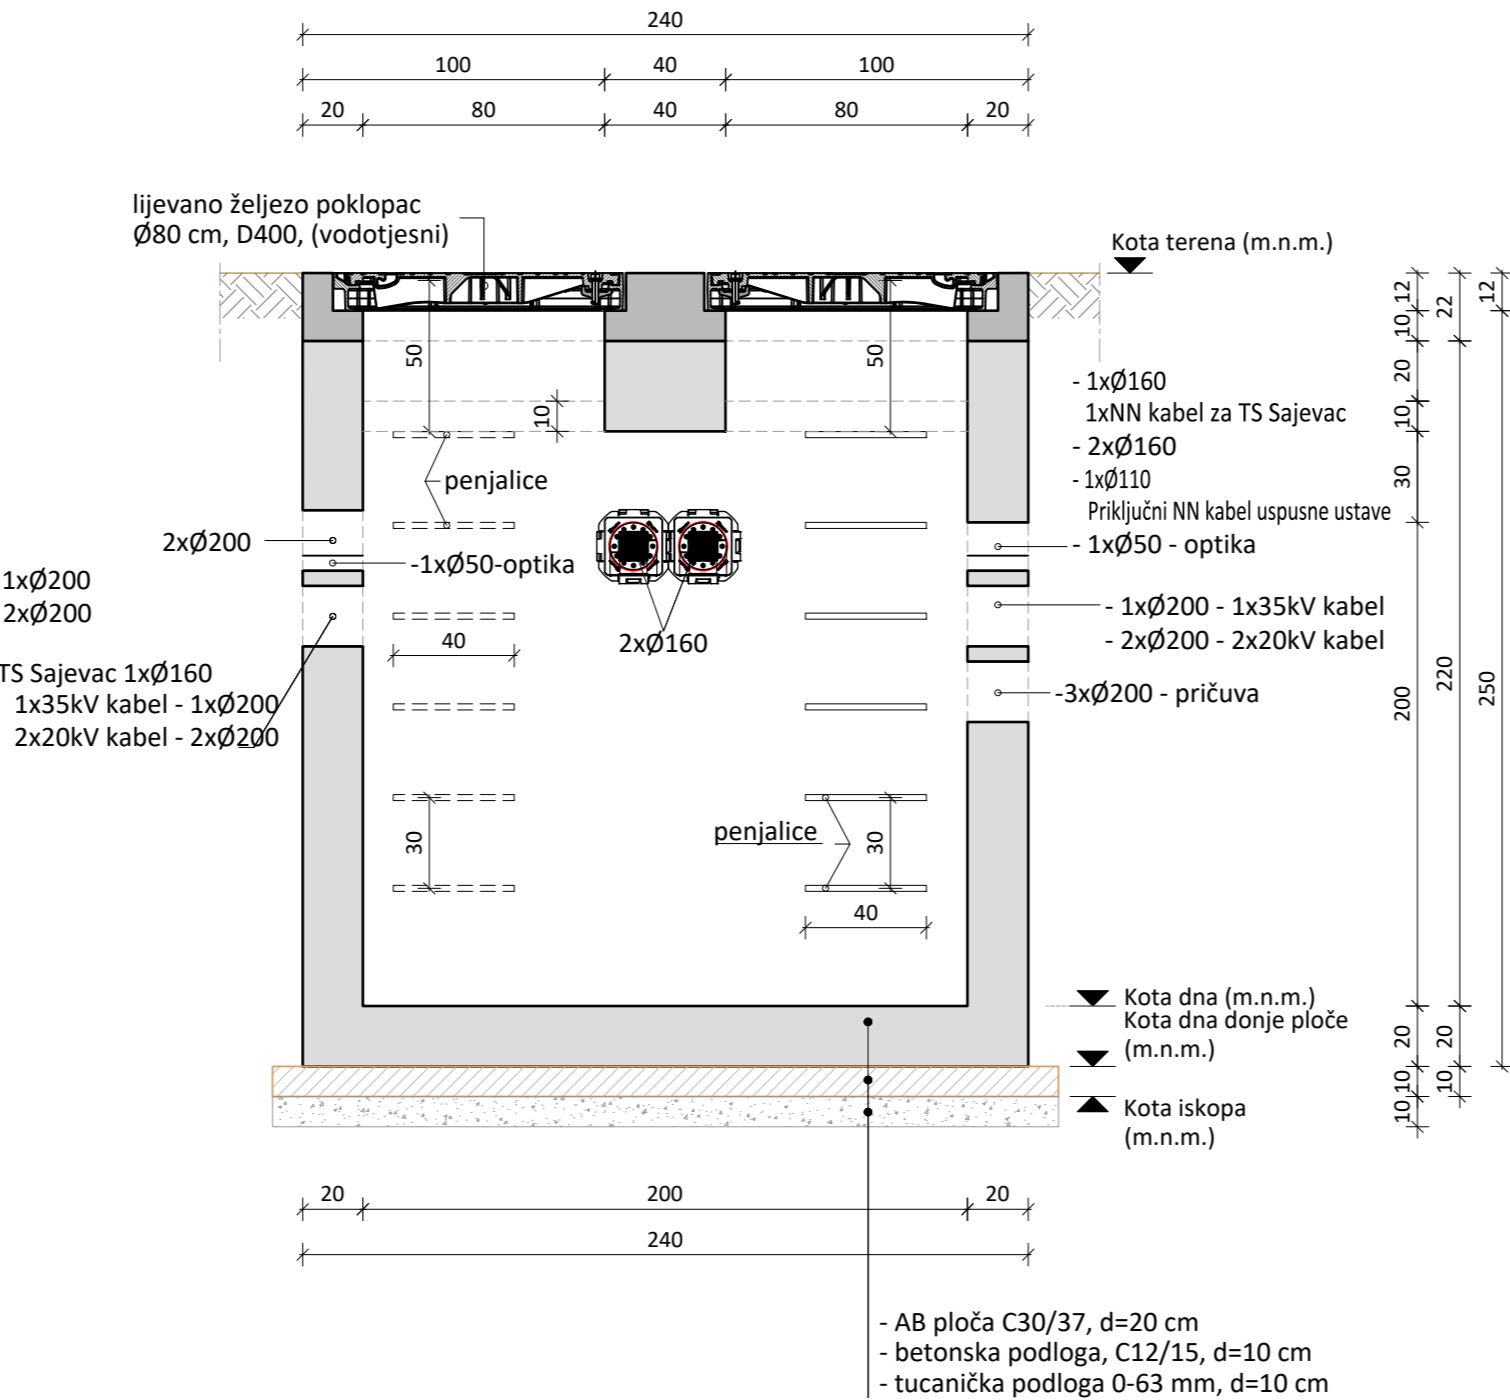 240
100 40 100
20 80 40 80 20
lijevano željezo poklopac
Ø80 cm, D400, (vodotjesni)
Kota terena (m.n.m.)
12
22
12
10
50
50
10
20
10
30
- 1xØ160
1xNN kabel za TS Sajevac
- 2xØ160
- 1xØ110
Priključni NN kabel uspusne ustave
- 1xØ50 - optika
penjalice
2xØ200
-1xØ50-optika
1xØ200
2xØ200
- 1xØ200 - 1x35kV kabel
- 2xØ200 - 2x20kV kabel
40
2xØ160
TS Sajevac 1xØ160
1x35kV kabel - 1xØ200
2x20kV kabel - 2xØ200
-3xØ200 - pričuva
200
220
250
30
penjalice
30
40
Kota dna (m.n.m.)
Kota dna donje ploče
(m.n.m.)
20
20
10
10
10
Kota iskopa
(m.n.m.)
20 200 20
240
- AB ploča C30/37, d=20 cm
- betonska podloga, C12/15, d=10 cm
- tucanička podloga 0-63 mm, d=10 cm